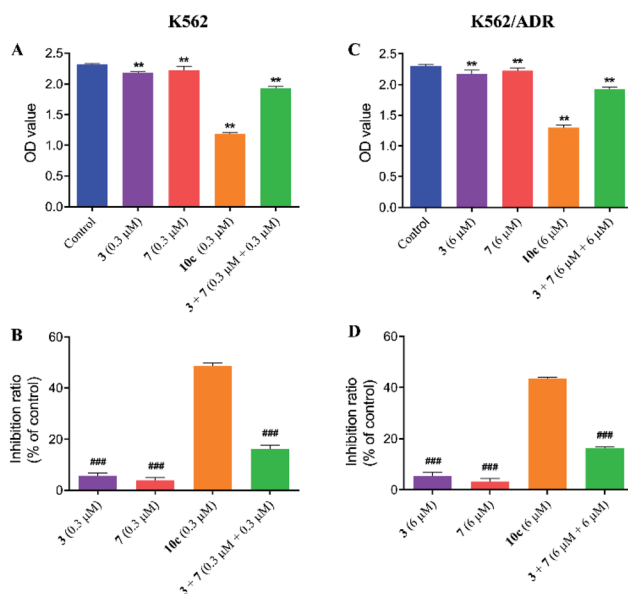 K562
K562/ADR
A
OD value
2.5
2.0
1.5
1.0
0.5
0.0
**
**
**
**
Control
3 (0.3 μM)
7 (0.3 μM)
10c (0.3 μM)
3 + 7 (0.3 μM + 0.3 μM)
C
OD value
2.5
2.0
1.5
1.0
0.5
0.0
**
**
**
**
Control
3 (6 μM)
7 (6 μM)
10c (6 μM)
3 + 7 (6 μM + 6 μM)
B
Inhibition ratio
(% of control)
60
40
20
0
###
###
###
3 (0.3 μM)
7 (0.3 μM)
10c (0.3 μM)
3 + 7 (0.3 μM + 0.3 μM)
D
Inhibition ratio
(% of control)
60
40
20
0
###
###
###
3 (6 μM)
7 (6 μM)
10c (6 μM)
3 + 7 (6 μM + 6 μM)